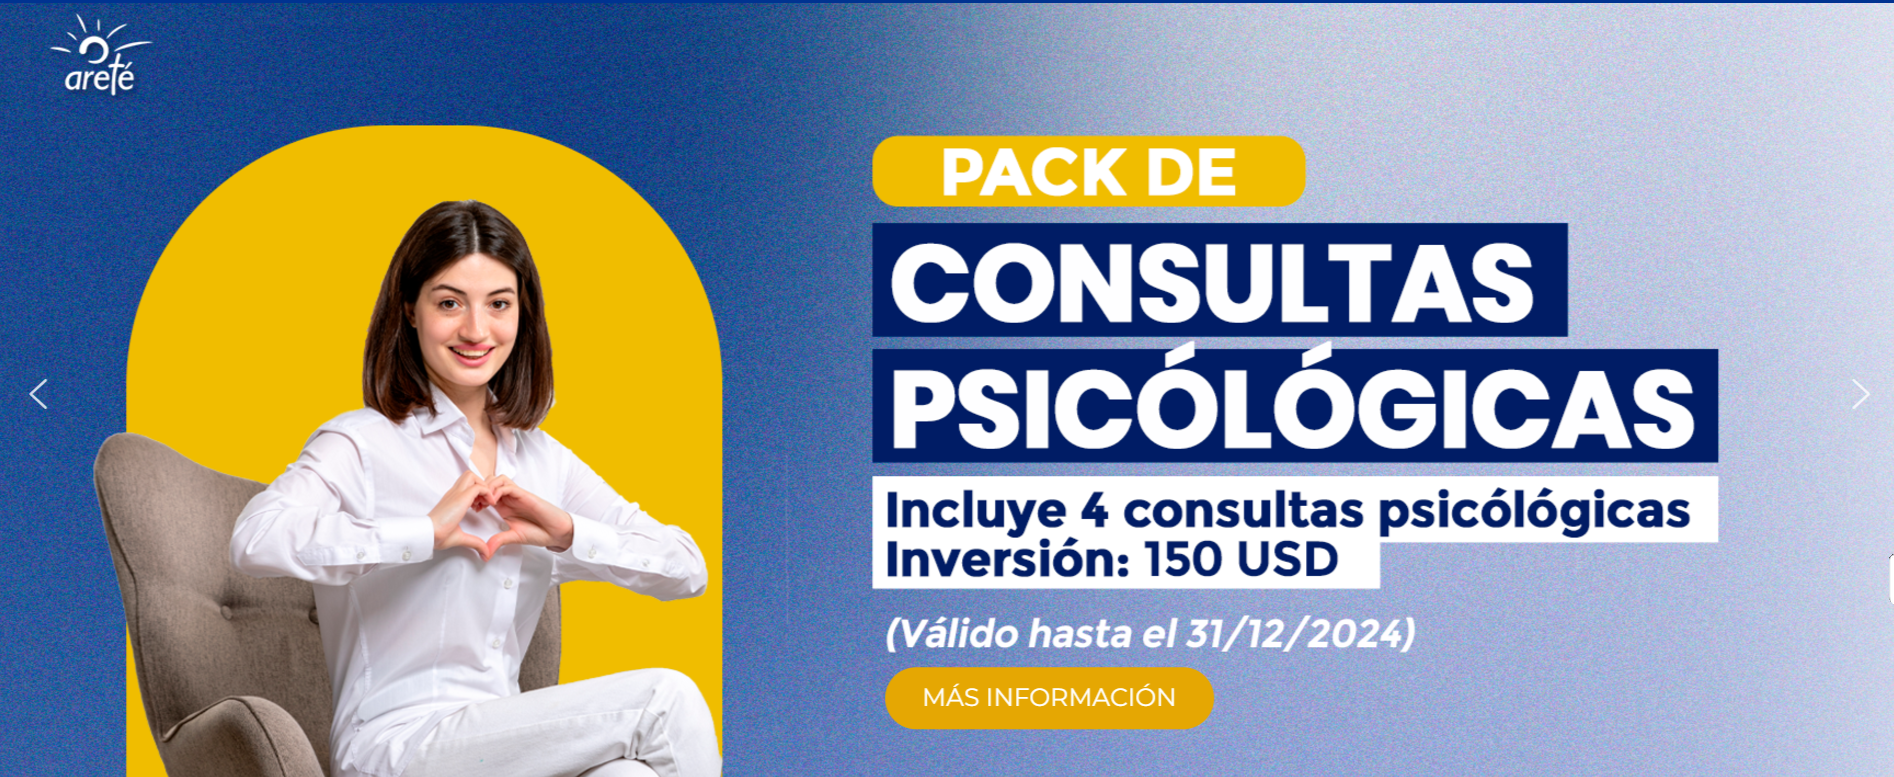 areté
PACK DE
CONSULTAS
PSICÓLÓGICAS
Incluye 4 consultas psicólógicas
Inversión: 150 USD
(Válido hasta el 31/12/2024)
MÁS INFORMACIÓN